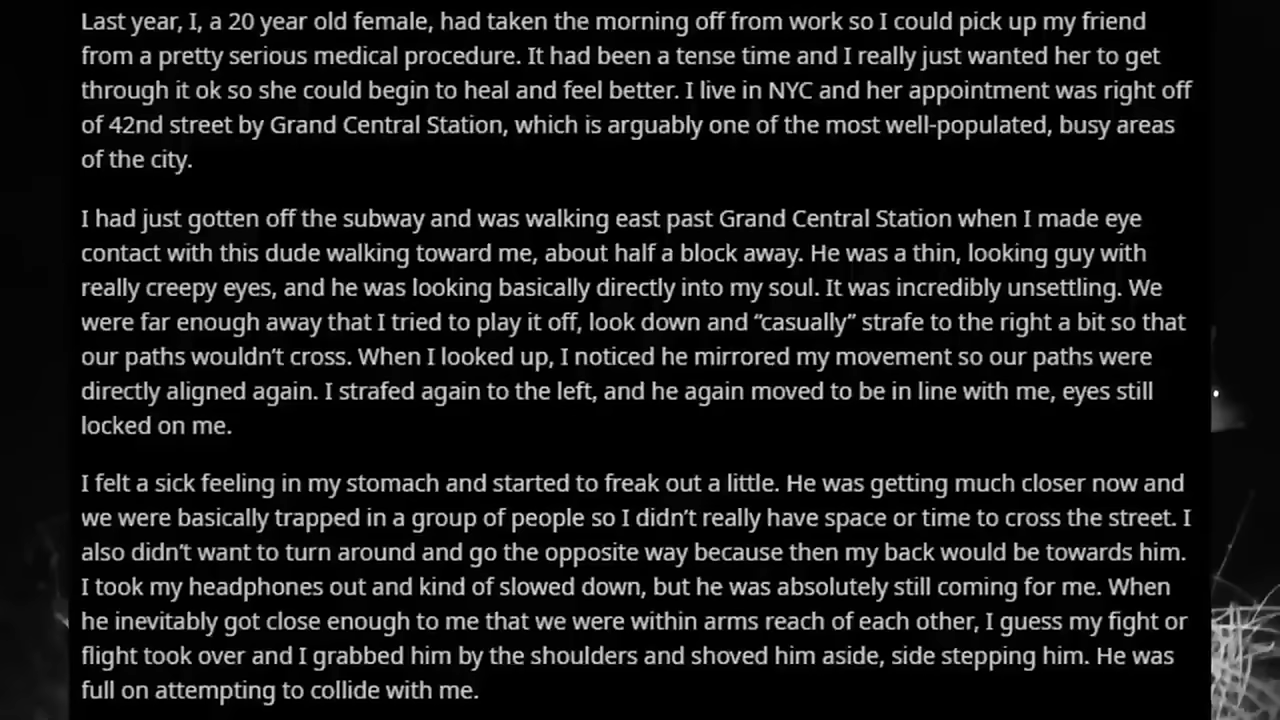 Last year, I, a 20 year old female, had taken the morning off from work so I could pick up my friend
from a pretty serious medical procedure. It had been a tense time and I really just wanted her to get
through it ok so she could begin to heal and feel better. I live in NYC and her appointment was right off
of 42nd street by Grand Central Station, which is arguably one of the most well-populated, busy areas
of the city.
I had just gotten off the subway and was walking east past Grand Central Station when I made eye
contact with this dude walking toward me, about half a block away. He was a thin, looking guy with
really creepy eyes, and he was looking basically directly into my soul. It was incredibly unsettling. We
were far enough away that I tried to play it off, look down and “casually” strafe to the right a bit so that
our paths wouldn’t cross. When I looked up, I noticed he mirrored my movement so our paths were
directly aligned again. I strafed again to the left, and he again moved to be in line with me, eyes still
locked on me.
I felt a sick feeling in my stomach and started to freak out a little. He was getting much closer now and
we were basically trapped in a group of people so I didn’t really have space or time to cross the street. I
also didn’t want to turn around and go the opposite way because then my back would be towards him.
I took my headphones out and kind of slowed down, but he was absolutely still coming for me. When
he inevitably got close enough to me that we were within arms reach of each other, I guess my fight or
flight took over and I grabbed him by the shoulders and shoved him aside, side stepping him. He was
full on attempting to collide with me.